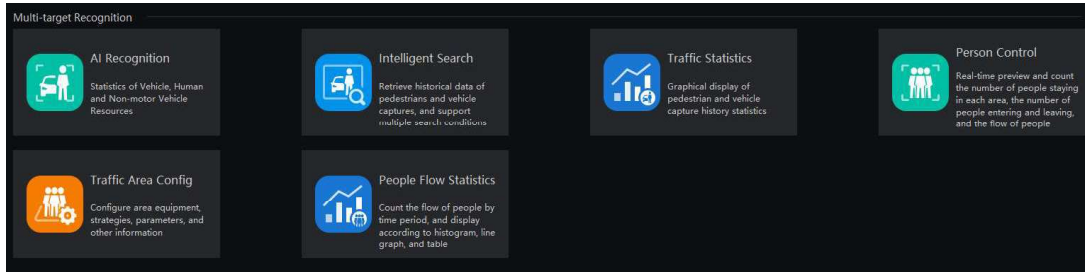 Multi-target Recognition
AI Recognition
Statistics of Vehicle, Human
and Non-motor Vehicle
Resources
Intelligent Search
Retrieve historical data of
pedestrians and vehicle
captures, and support
multiple search conditions
Traffic Statistics
Graphical display of
pedestrian and vehicle
capture history statistics
Person Control
Real-time preview and count
the number of people staying
in each area, the number of
people entering and leaving,
and the flow of people
Traffic Area Config
Configure area equipment,
strategies, parameters, and
other information
People Flow Statistics
Count the flow of people by
time period, and display
according to histogram, line
graph, and table